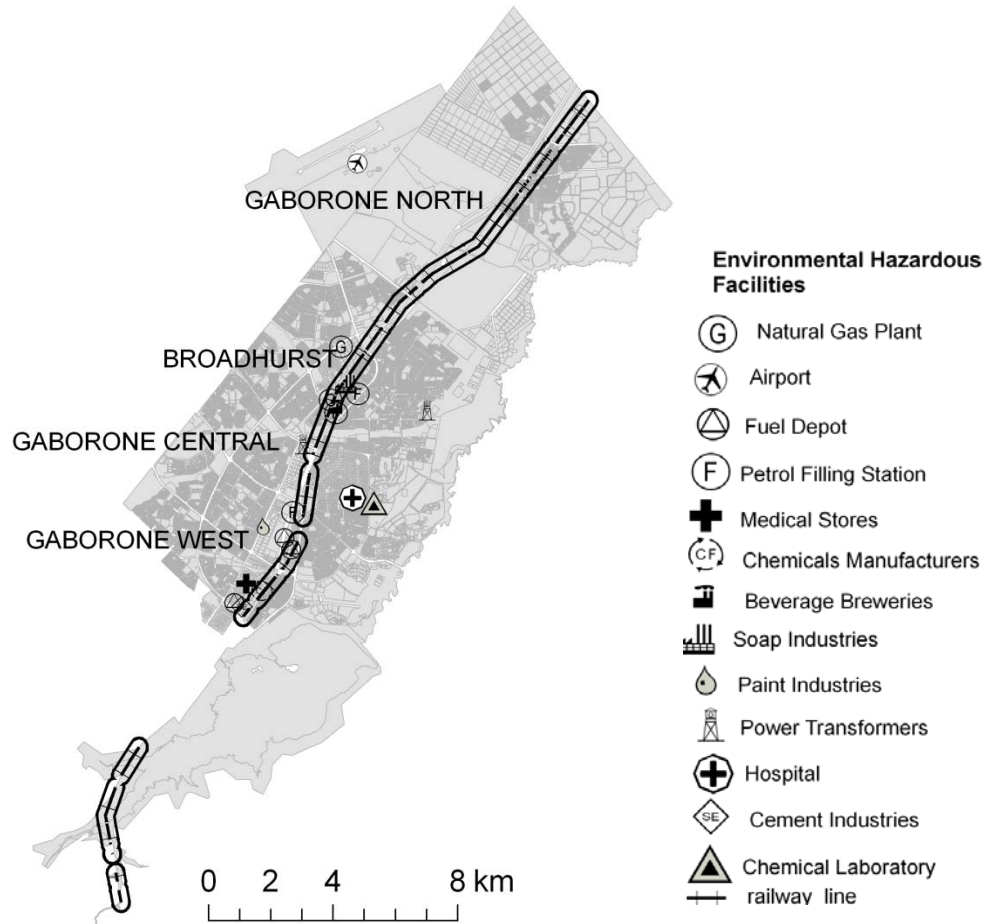 GABORONE NORTH
BROADHURST
GABORONE CENTRAL
GABORONE WEST
G
F
F
0 2 4 8 km
Environmental Hazardous
Facilities
G Natural Gas Plant
Airport
Fuel Depot
F Petrol Filling Station
Medical Stores
CF Chemicals Manufacturers
Beverage Breweries
Soap Industries
Paint Industries
Power Transformers
Hospital
SE Cement Industries
Chemical Laboratory
railway line